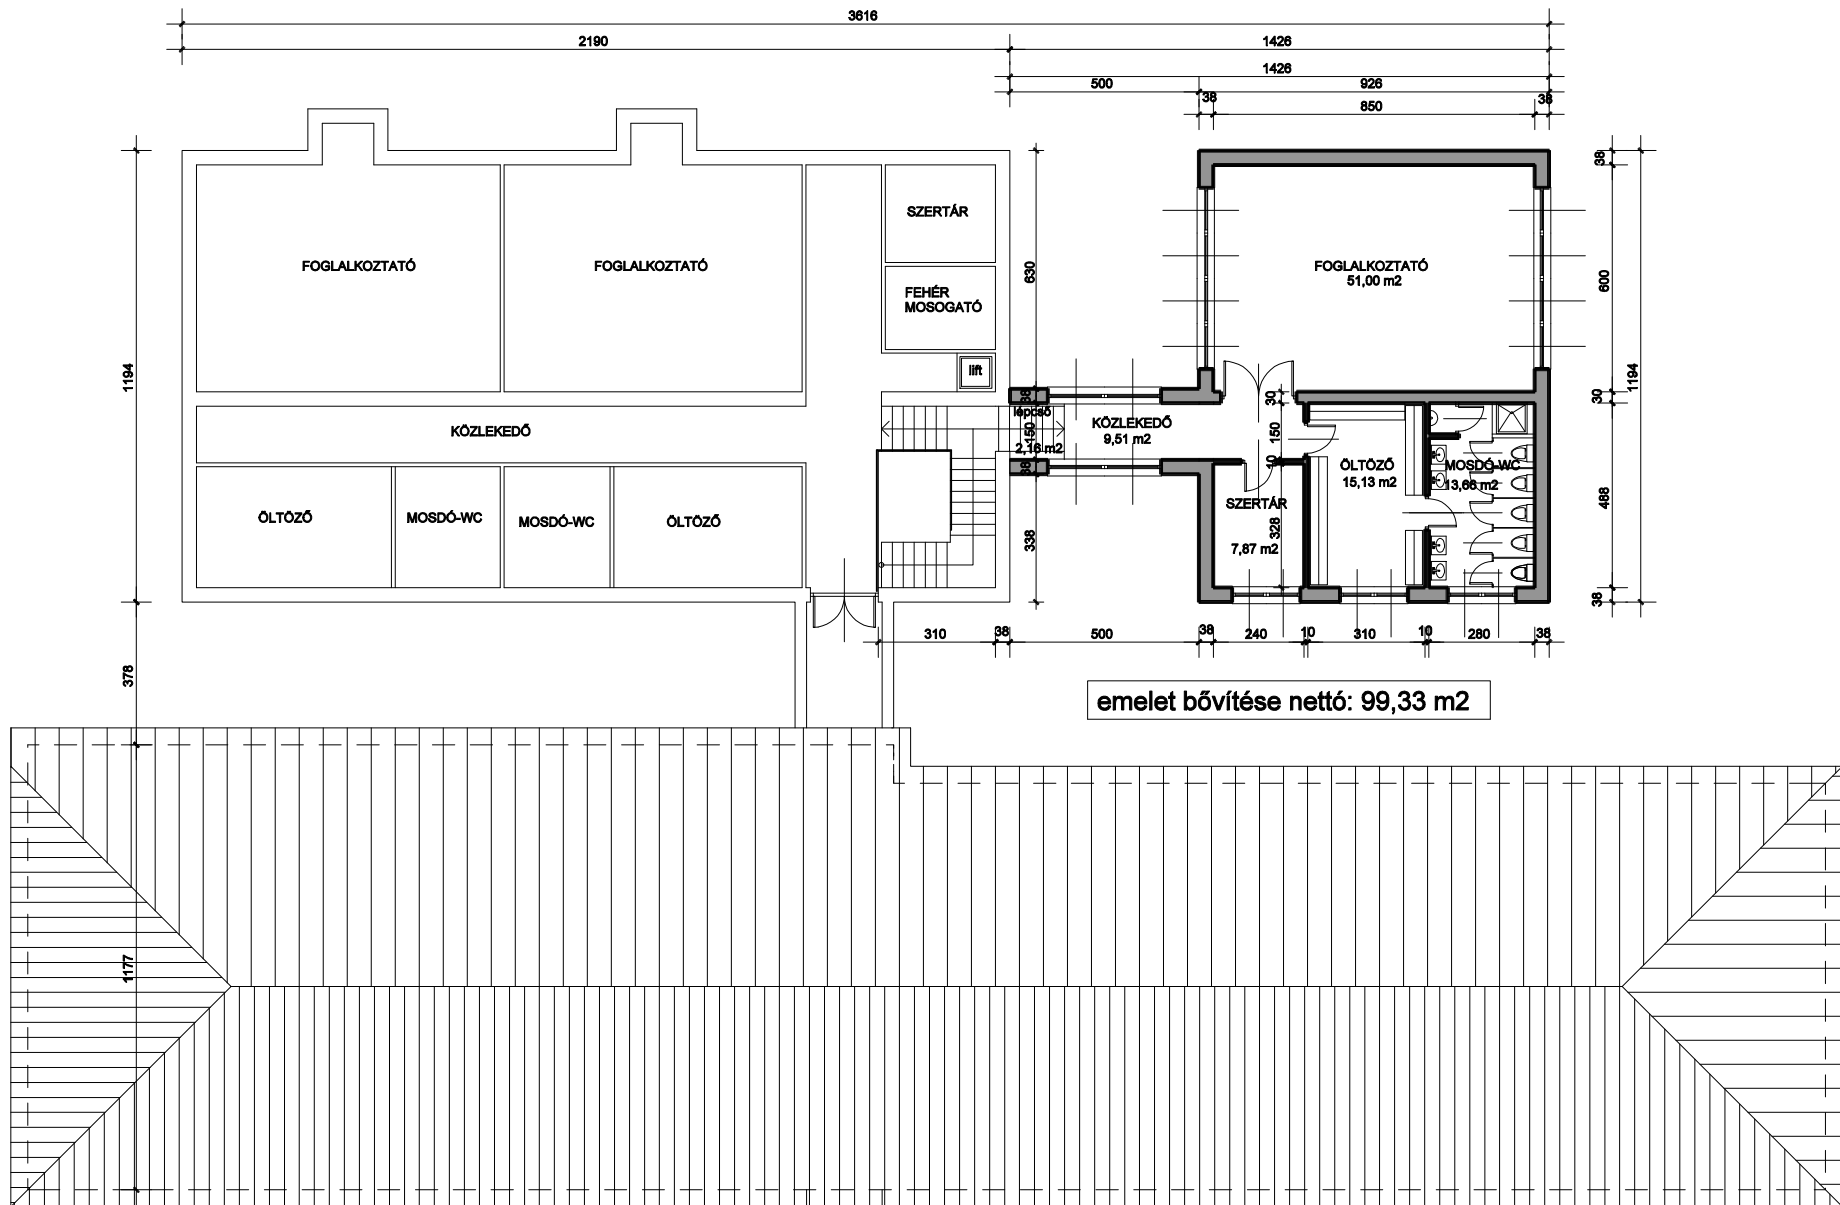 3616
2190
1426
1426
500
926
38
38
850
1194
378
1177
FOGLALKOZTATÓ
FOGLALKOZTATÓ
SZERTÁR
FEHÉR
MOSOGATÓ
lift
KÖZLEKEDŐ
ÖLTÖZŐ
MOSDÓ-WC
MOSDÓ-WC
ÖLTÖZŐ
630
38
150
38
338
lépcső
2,16 m2
KÖZLEKEDŐ
9,51 m2
FOGLALKOZTATÓ
51,00 m2
30
150
10
328
SZERTÁR
7,87 m2
ÖLTÖZŐ
15,13 m2
MOSDÓ-WC
13,66 m2
38
600
30
488
38
1194
310
38
500
38
240
10
310
10
280
38
emelet bővítése nettó: 99,33 m2